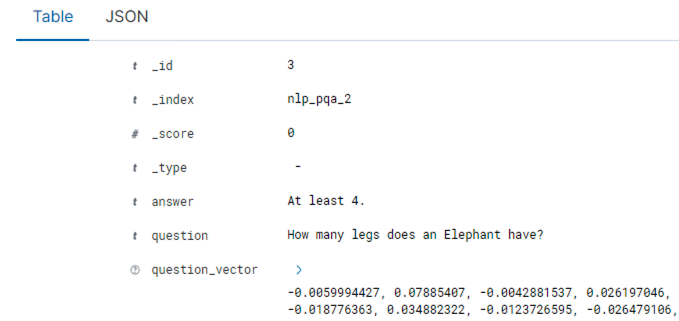 Table JSON
t _id 3
t _index nlp_pqa_2
# _score 0
t _type -
t answer At least 4.
t question How many legs does an Elephant have?
? question_vector >
-0.0059994427, 0.07885407, -0.0042881537, 0.026197046,
-0.018776363, 0.034882322, -0.0123726595, -0.026479106,